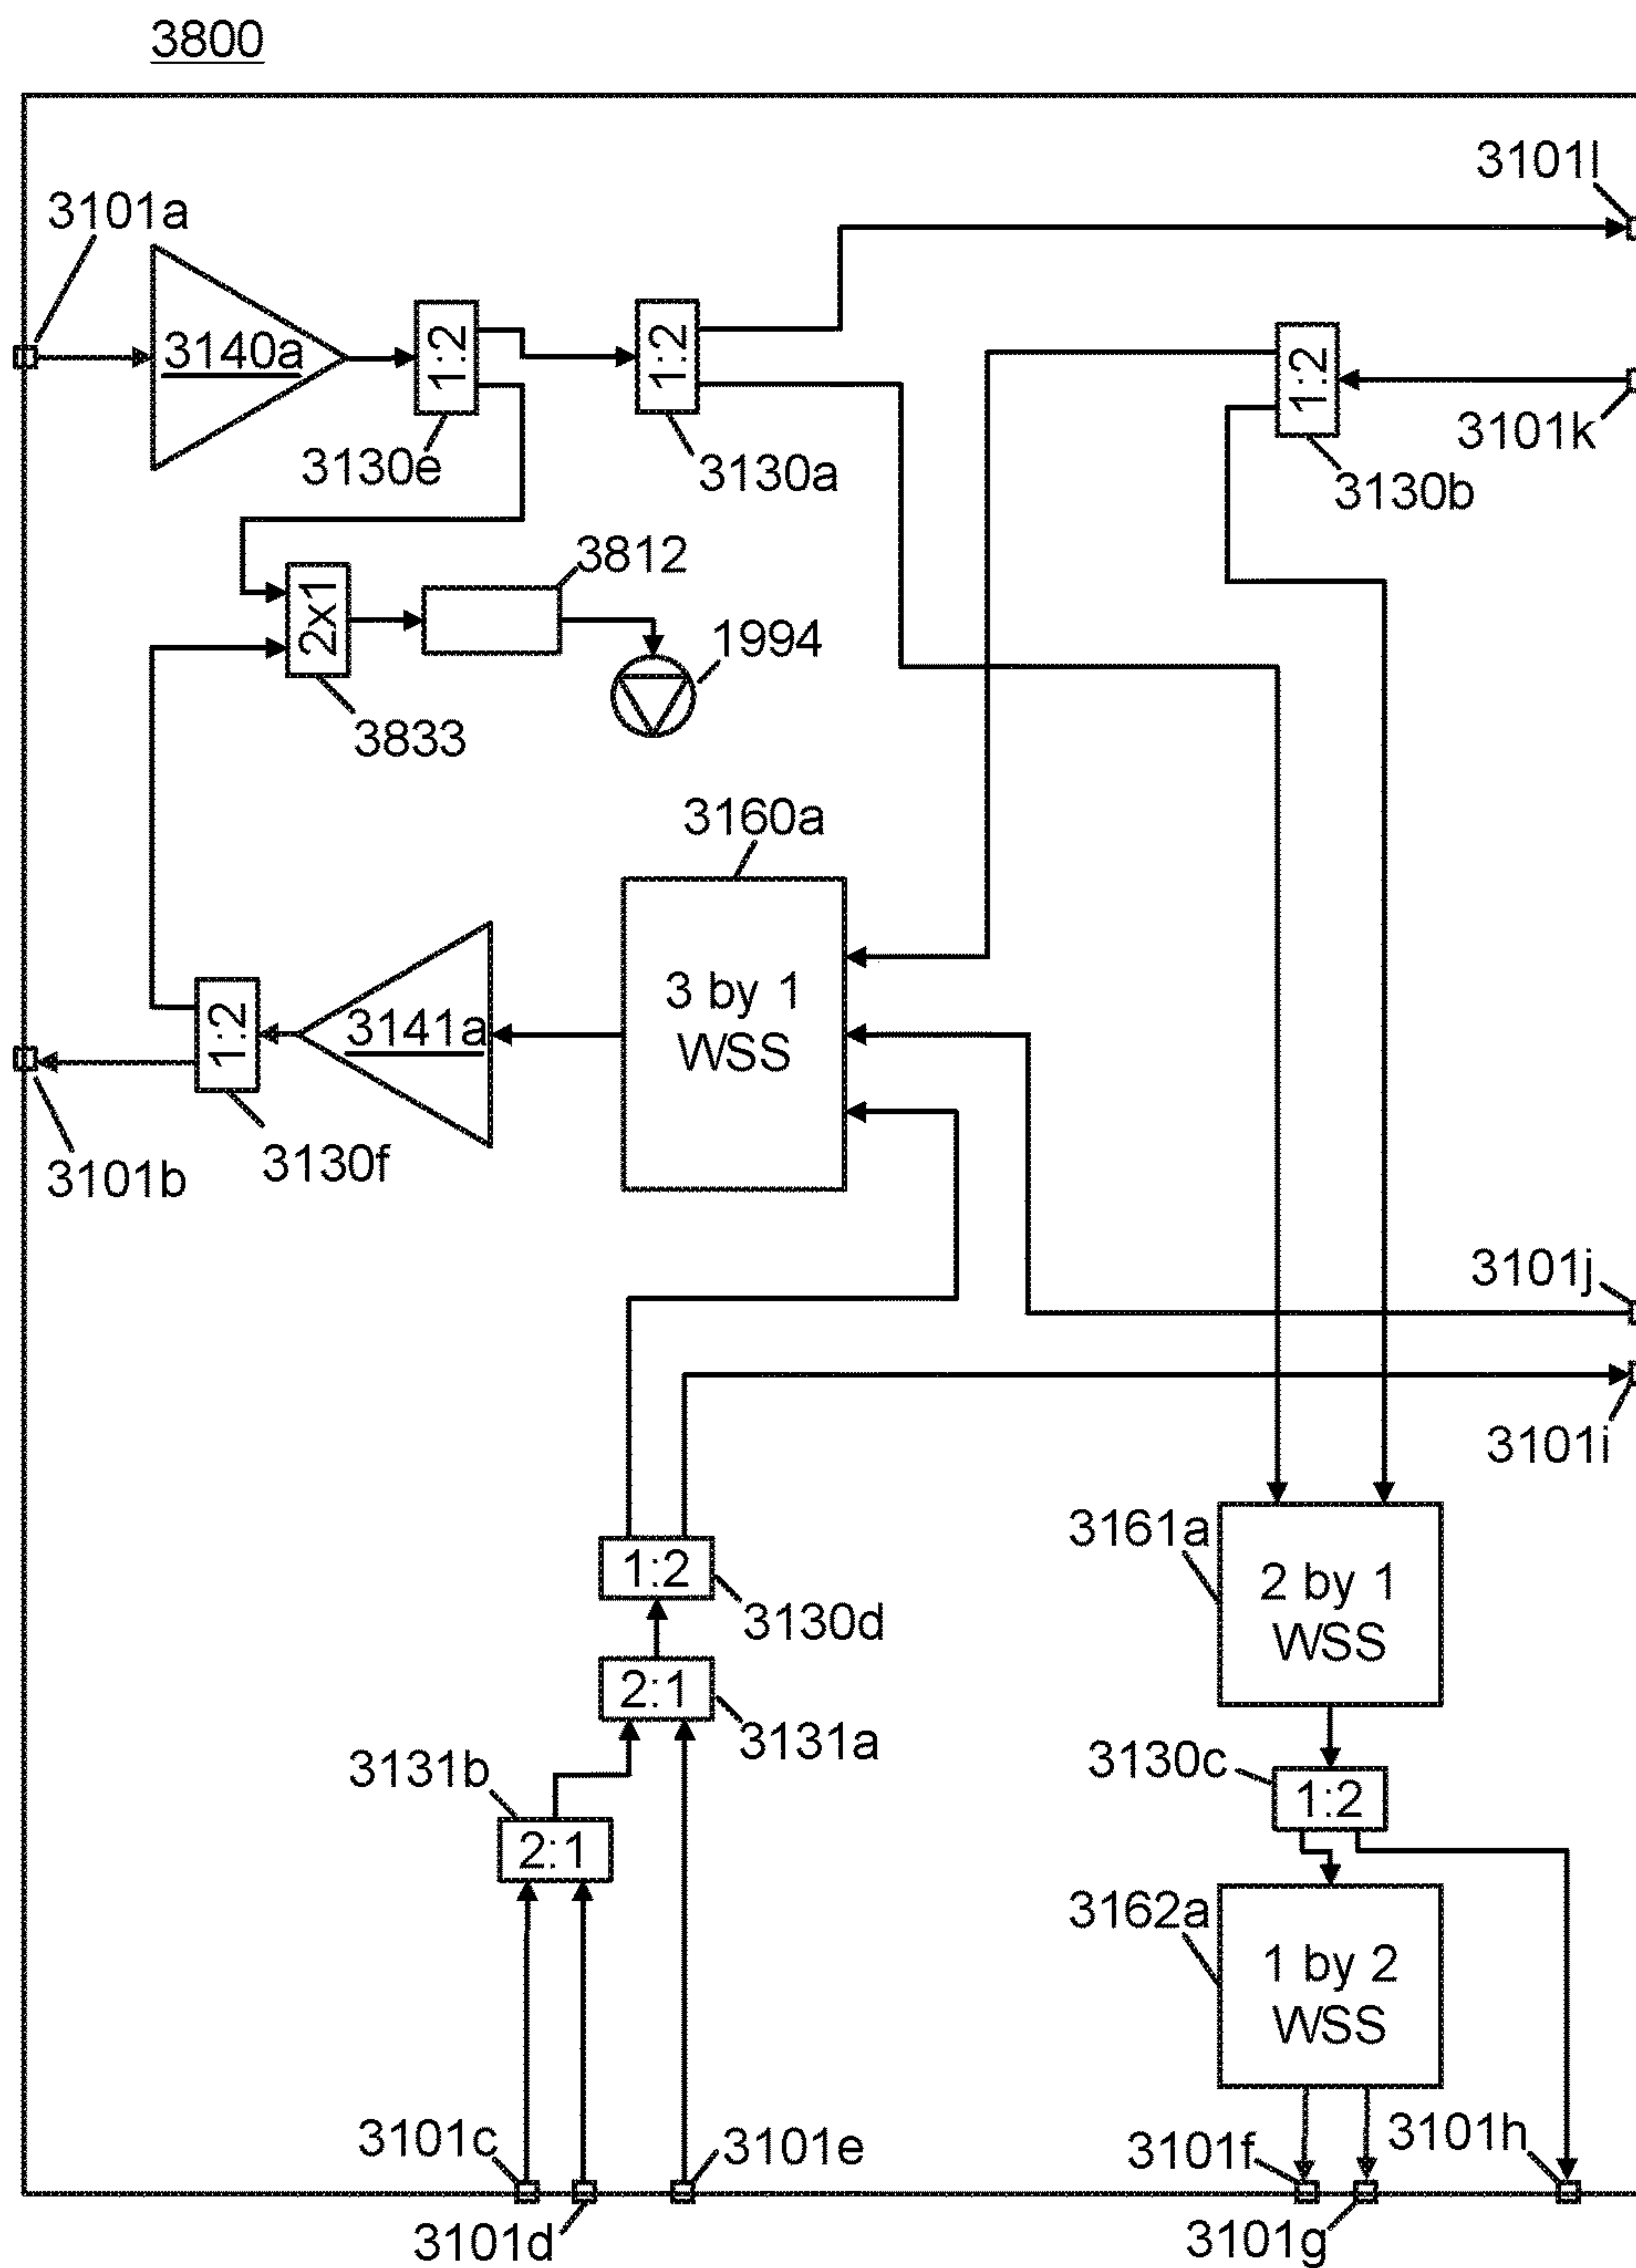 3800
3101l
3101a
3140a
1:2
1:2
1:2
3130e
3130a
3101k
3130b
3812
2x1
1994
3833
3160a
3 by 1
WSS
3141a
1:2
3101b
3130f
3101j
3101i
3161a
2 by 1
WSS
1:2
3130d
2:1
3131a
3130c
1:2
3131b
2:1
3162a
1 by 2
WSS
3101c
3101e
3101f
3101h
3101d
3101g